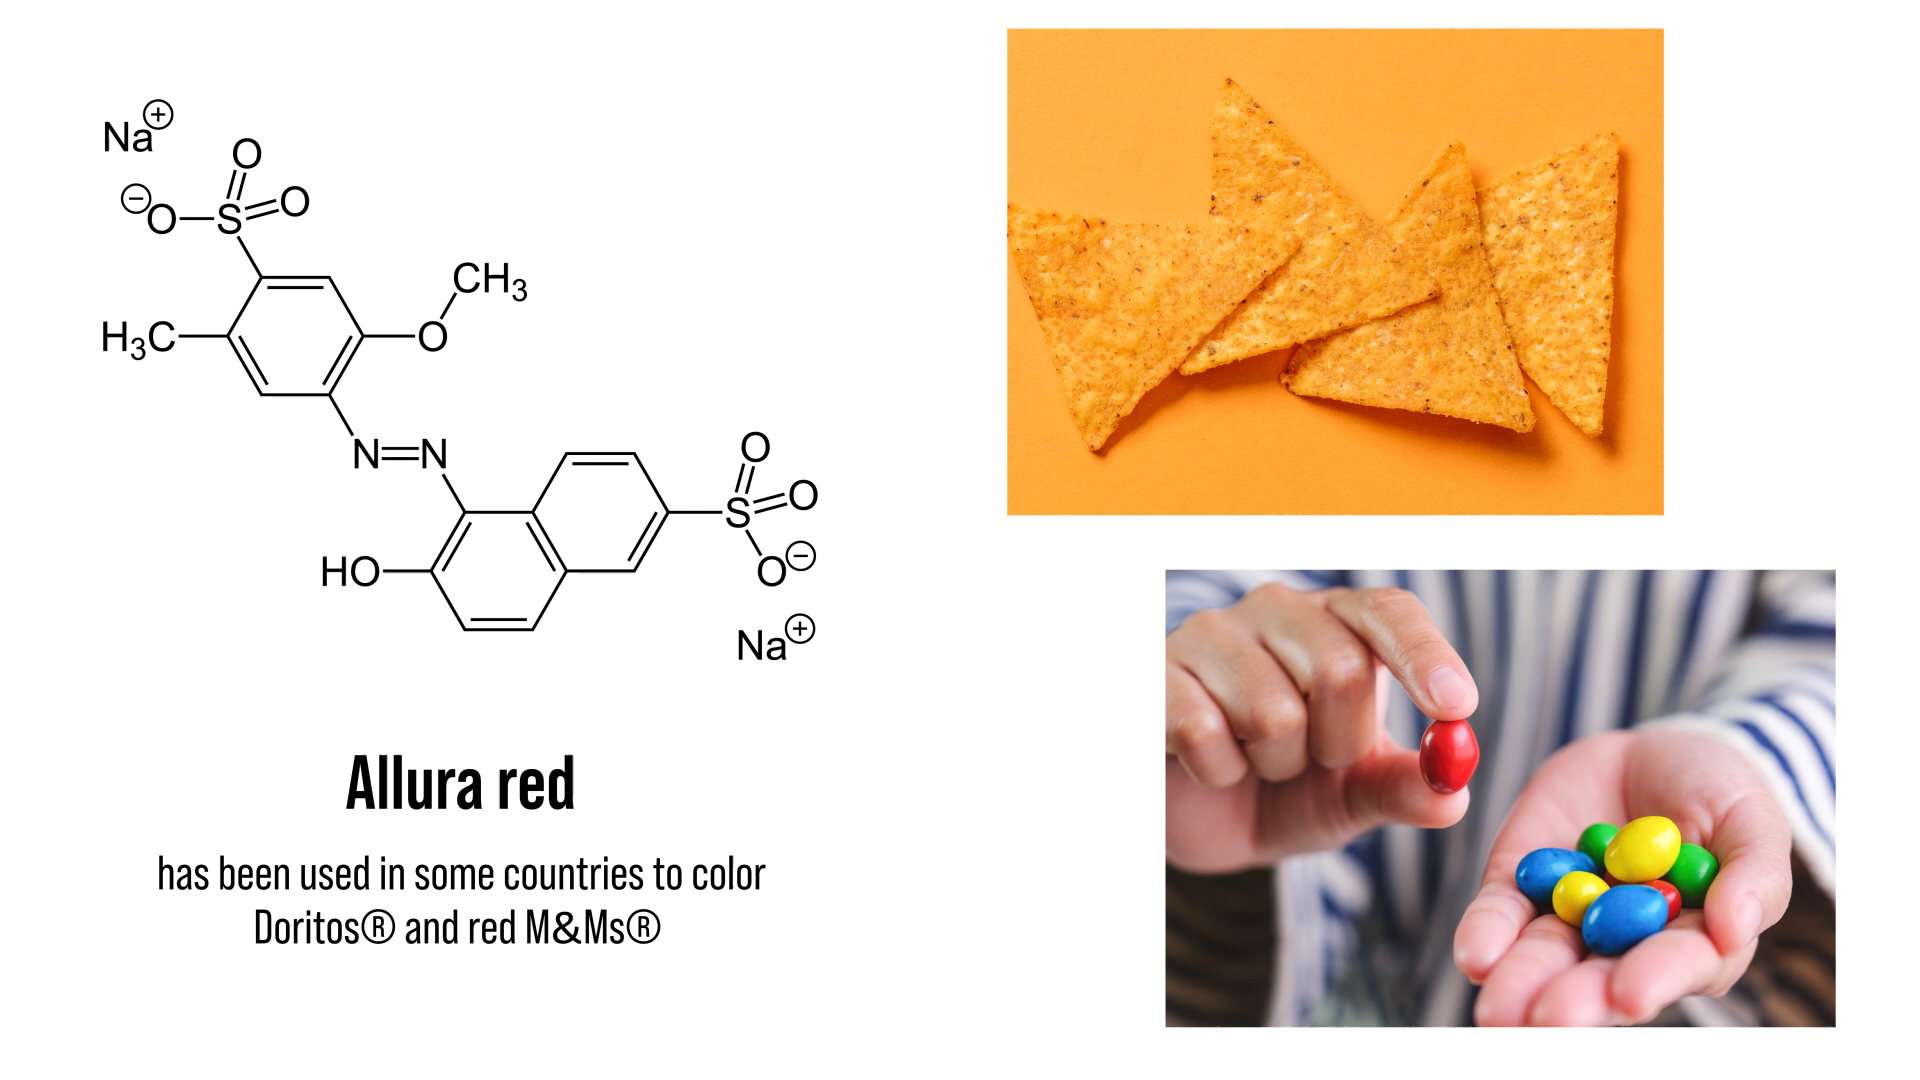 Na⊕
O
⊖O S O
CH₃
H₃C O
N N
O
S O
HO O⊖
Na⊕
Allura red
has been used in some countries to color
Doritos® and red M&Ms®